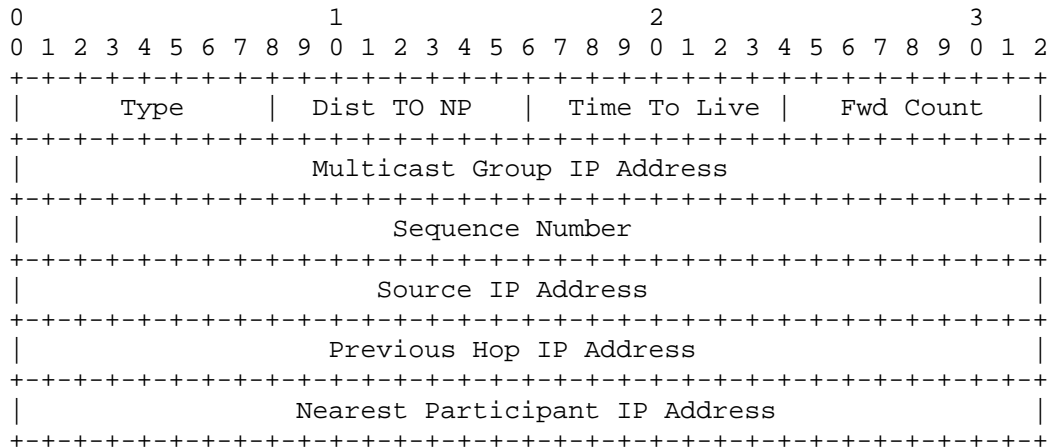 0                   1                   2                   3
0 1 2 3 4 5 6 7 8 9 0 1 2 3 4 5 6 7 8 9 0 1 2 3 4 5 6 7 8 9 0 1 2
+-+-+-+-+-+-+-+-+-+-+-+-+-+-+-+-+-+-+-+-+-+-+-+-+-+-+-+-+-+-+-+-+
|      Type     |  Dist TO NP   |  Time To Live |   Fwd Count   |
+-+-+-+-+-+-+-+-+-+-+-+-+-+-+-+-+-+-+-+-+-+-+-+-+-+-+-+-+-+-+-+-+
|                  Multicast Group IP Address                   |
+-+-+-+-+-+-+-+-+-+-+-+-+-+-+-+-+-+-+-+-+-+-+-+-+-+-+-+-+-+-+-+-+
|                       Sequence Number                         |
+-+-+-+-+-+-+-+-+-+-+-+-+-+-+-+-+-+-+-+-+-+-+-+-+-+-+-+-+-+-+-+-+
|                      Source IP Address                        |
+-+-+-+-+-+-+-+-+-+-+-+-+-+-+-+-+-+-+-+-+-+-+-+-+-+-+-+-+-+-+-+-+
|                   Previous Hop IP Address                     |
+-+-+-+-+-+-+-+-+-+-+-+-+-+-+-+-+-+-+-+-+-+-+-+-+-+-+-+-+-+-+-+-+
|                 Nearest Participant IP Address                |
+-+-+-+-+-+-+-+-+-+-+-+-+-+-+-+-+-+-+-+-+-+-+-+-+-+-+-+-+-+-+-+-+